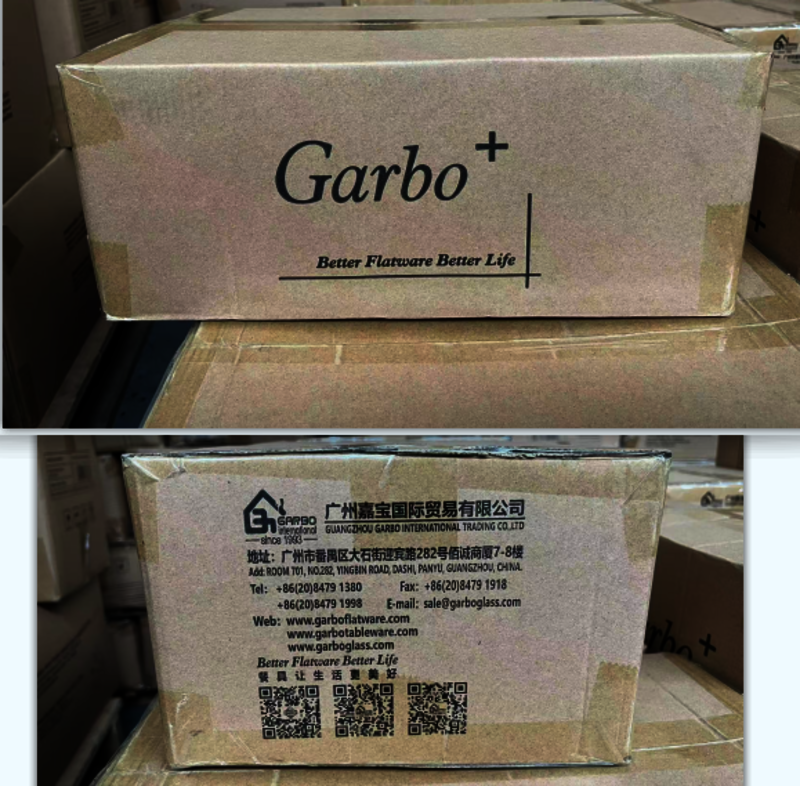 Garbo+
Better Flatware Better Life
GARBO
International
since 1993
广州嘉宝国际贸易有限公司
GUANGZHOU GARBO INTERNATIONAL TRADING CO.,LTD
地址：广州市番禺区大石街迎宾路282号佰诚商厦7-8楼
Add: ROOM 701, NO.282, YINGBIN ROAD, DASHI, PANYU, GUANGZHOU, CHINA.
Tel: +86(20)8479 1380 Fax: +86(20)8479 1918
+86(20)8479 1998 E-mail: sale@garboglass.com
Web: www.garboflatware.com
www.garbotableware.com
www.garboglass.com
Better Flatware Better Life
餐具让生活更美好
rbo+